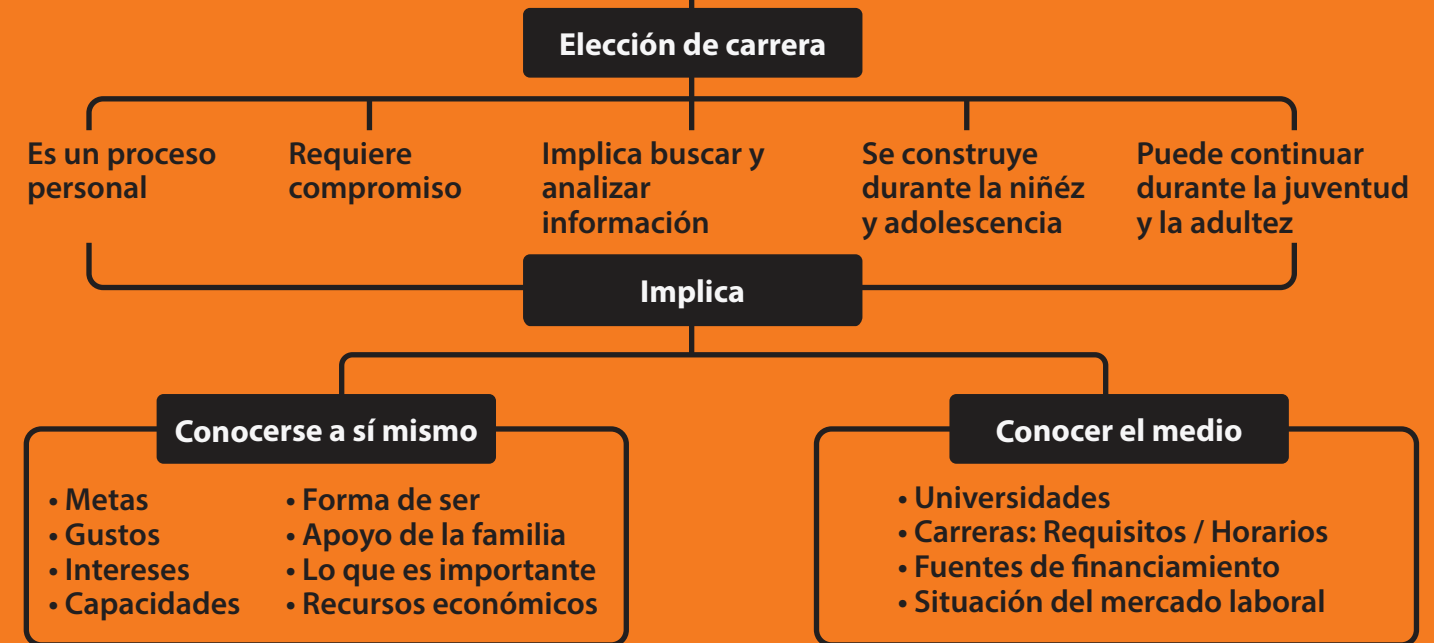 Elección de carrera
Es un proceso
personal
Requiere
compromiso
Implica buscar y
analizar
información
Se construye
durante la niñéz
y adolescencia
Puede continuar
durante la juventud
y la adultez
Implica
Conocerse a sí mismo
• Metas
• Gustos
• Intereses
• Capacidades
• Forma de ser
• Apoyo de la familia
• Lo que es importante
• Recursos económicos
Conocer el medio
• Universidades
• Carreras: Requisitos / Horarios
• Fuentes de financiamiento
• Situación del mercado laboral